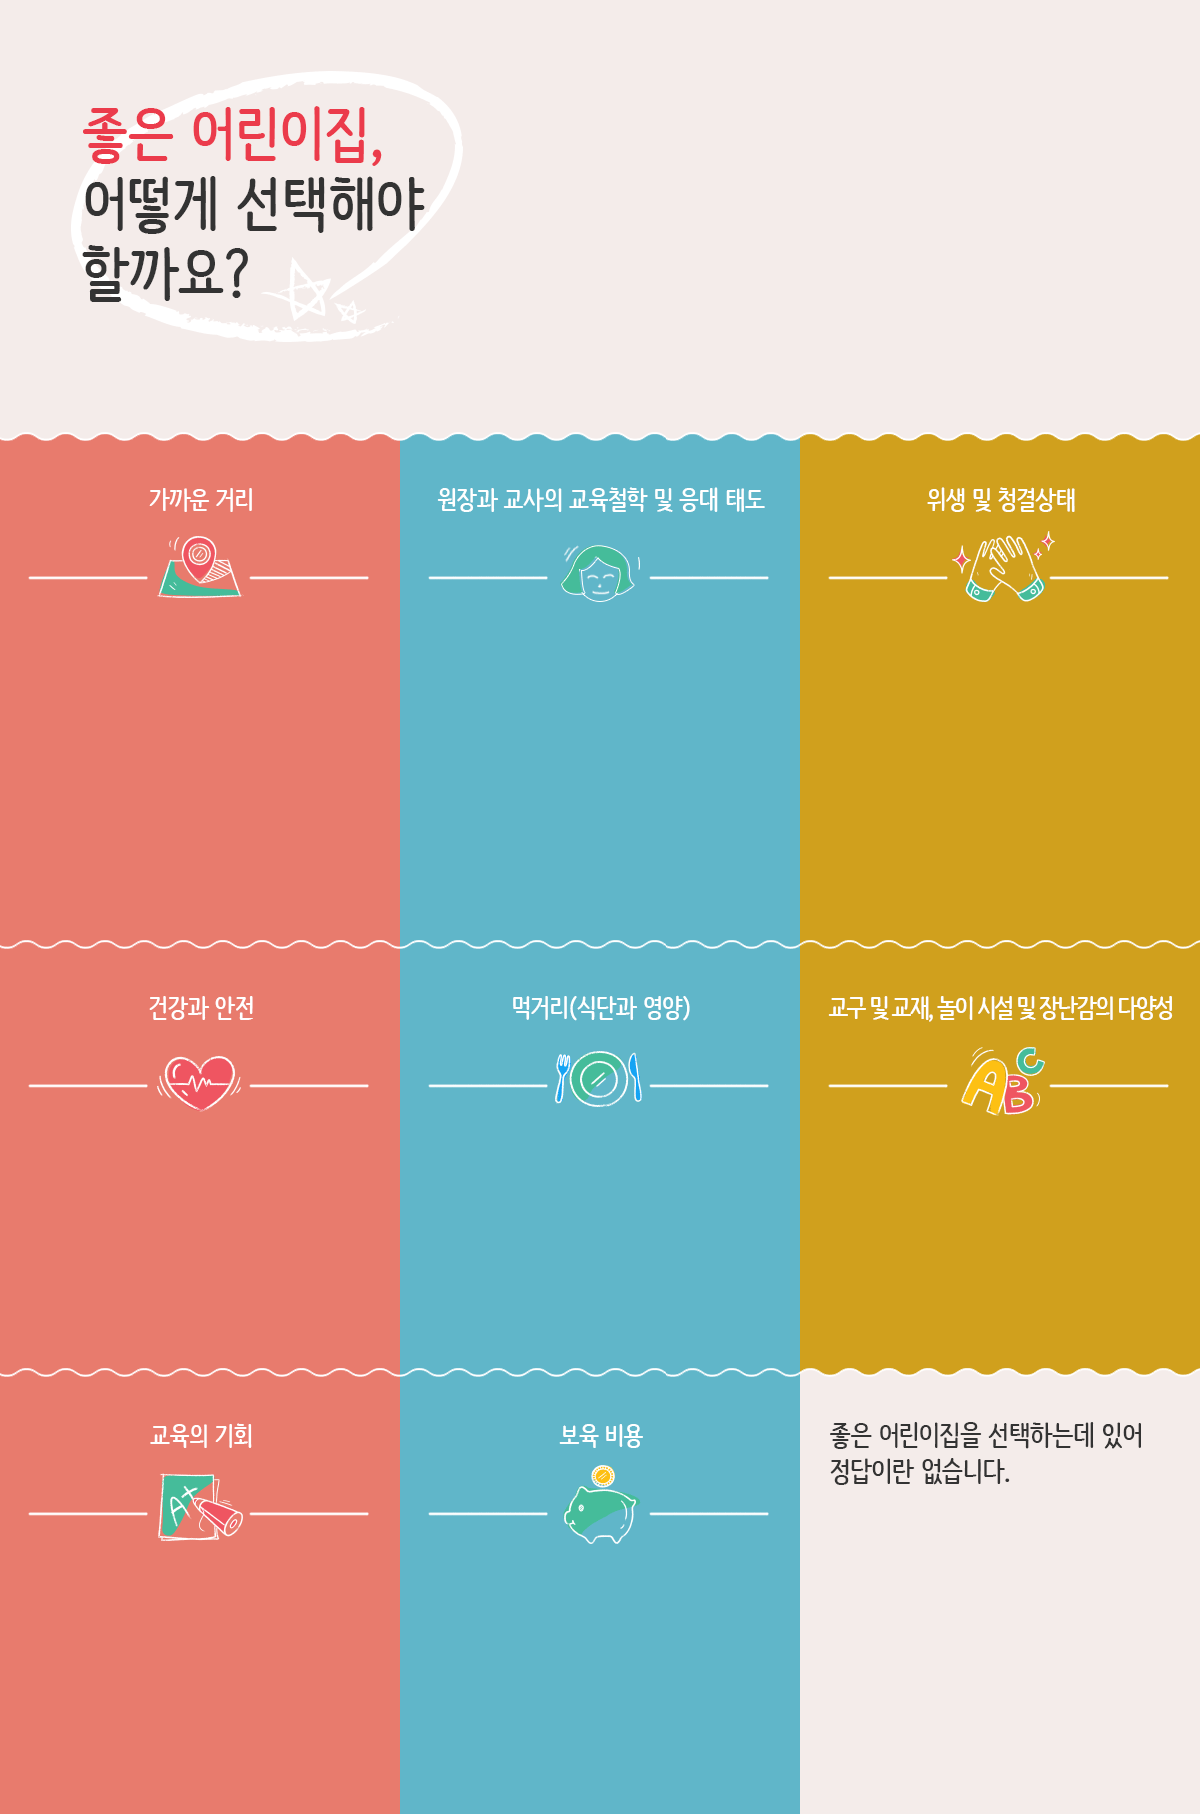 좋은 어린이집,
어떻게 선택해야
할까요?
가까운 거리
원장과 교사의 교육철학 및 응대 태도
위생 및 청결상태
건강과 안전
먹거리(식단과 영양)
교구 및 교재, 놀이 시설 및 장난감의 다양성
ABC
교육의 기회
A+
보육 비용
좋은 어린이집을 선택하는데 있어
정답이란 없습니다.